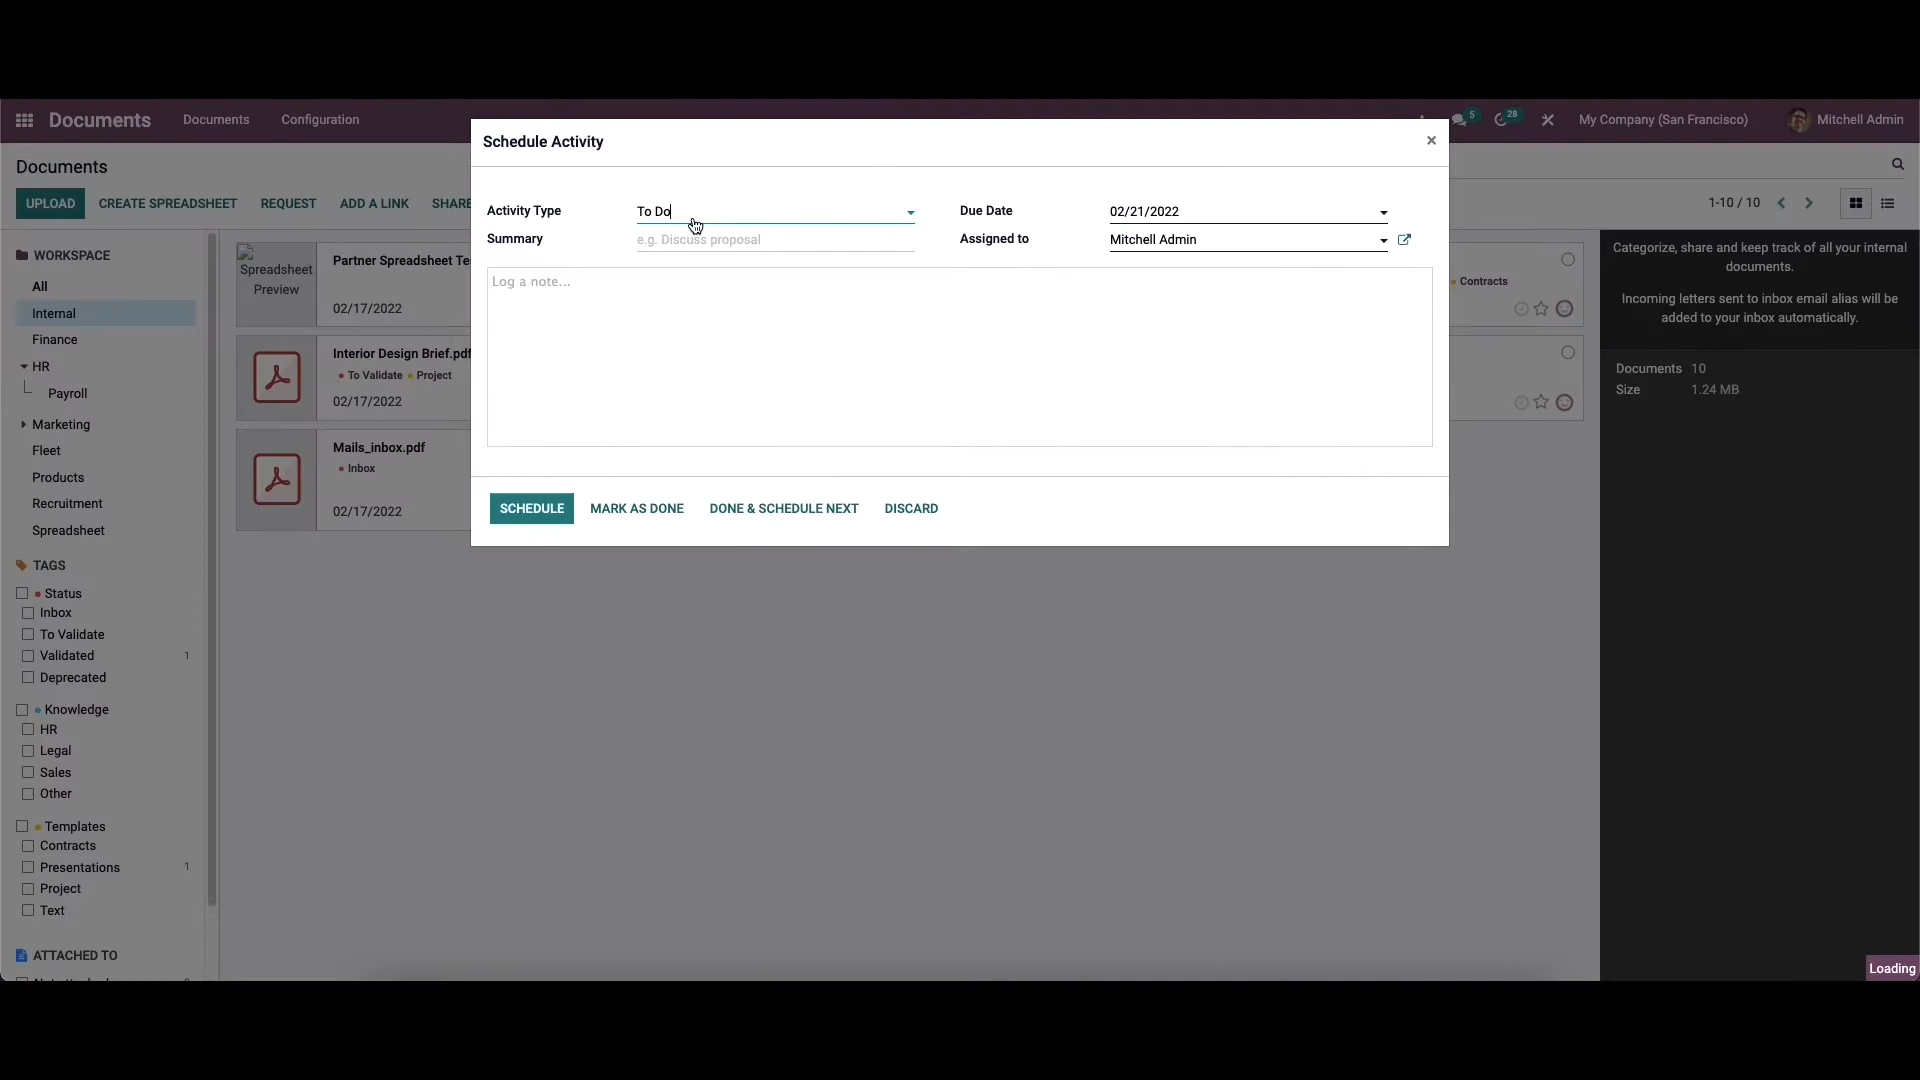 Documents
Documents
Configuration
5
28
My Company (San Francisco)
Mitchell Admin
Documents
UPLOAD
CREATE SPREADSHEET
REQUEST
ADD A LINK
SHARE
1-10 / 10
WORKSPACE
All
Internal
Finance
HR
Payroll
Marketing
Fleet
Products
Recruitment
Spreadsheet
TAGS
Status
Inbox
To Validate
Validated 1
Deprecated
Knowledge
HR
Legal
Sales
Other
Templates
Contracts
Presentations 1
Project
Text
ATTACHED TO
Spreadsheet
Preview
Partner Spreadsheet Te
02/17/2022
Interior Design Brief.pdf
To Validate Project
02/17/2022
Mails_inbox.pdf
Inbox
02/17/2022
Schedule Activity
×
Activity Type To Do
Due Date 02/21/2022
Summary e.g. Discuss proposal
Assigned to Mitchell Admin
Log a note...
SCHEDULE
MARK AS DONE
DONE & SCHEDULE NEXT
DISCARD
Contracts
Categorize, share and keep track of all your internal
documents.
Incoming letters sent to inbox email alias will be
added to your inbox automatically.
Documents 10
Size 1.24 MB
Loading